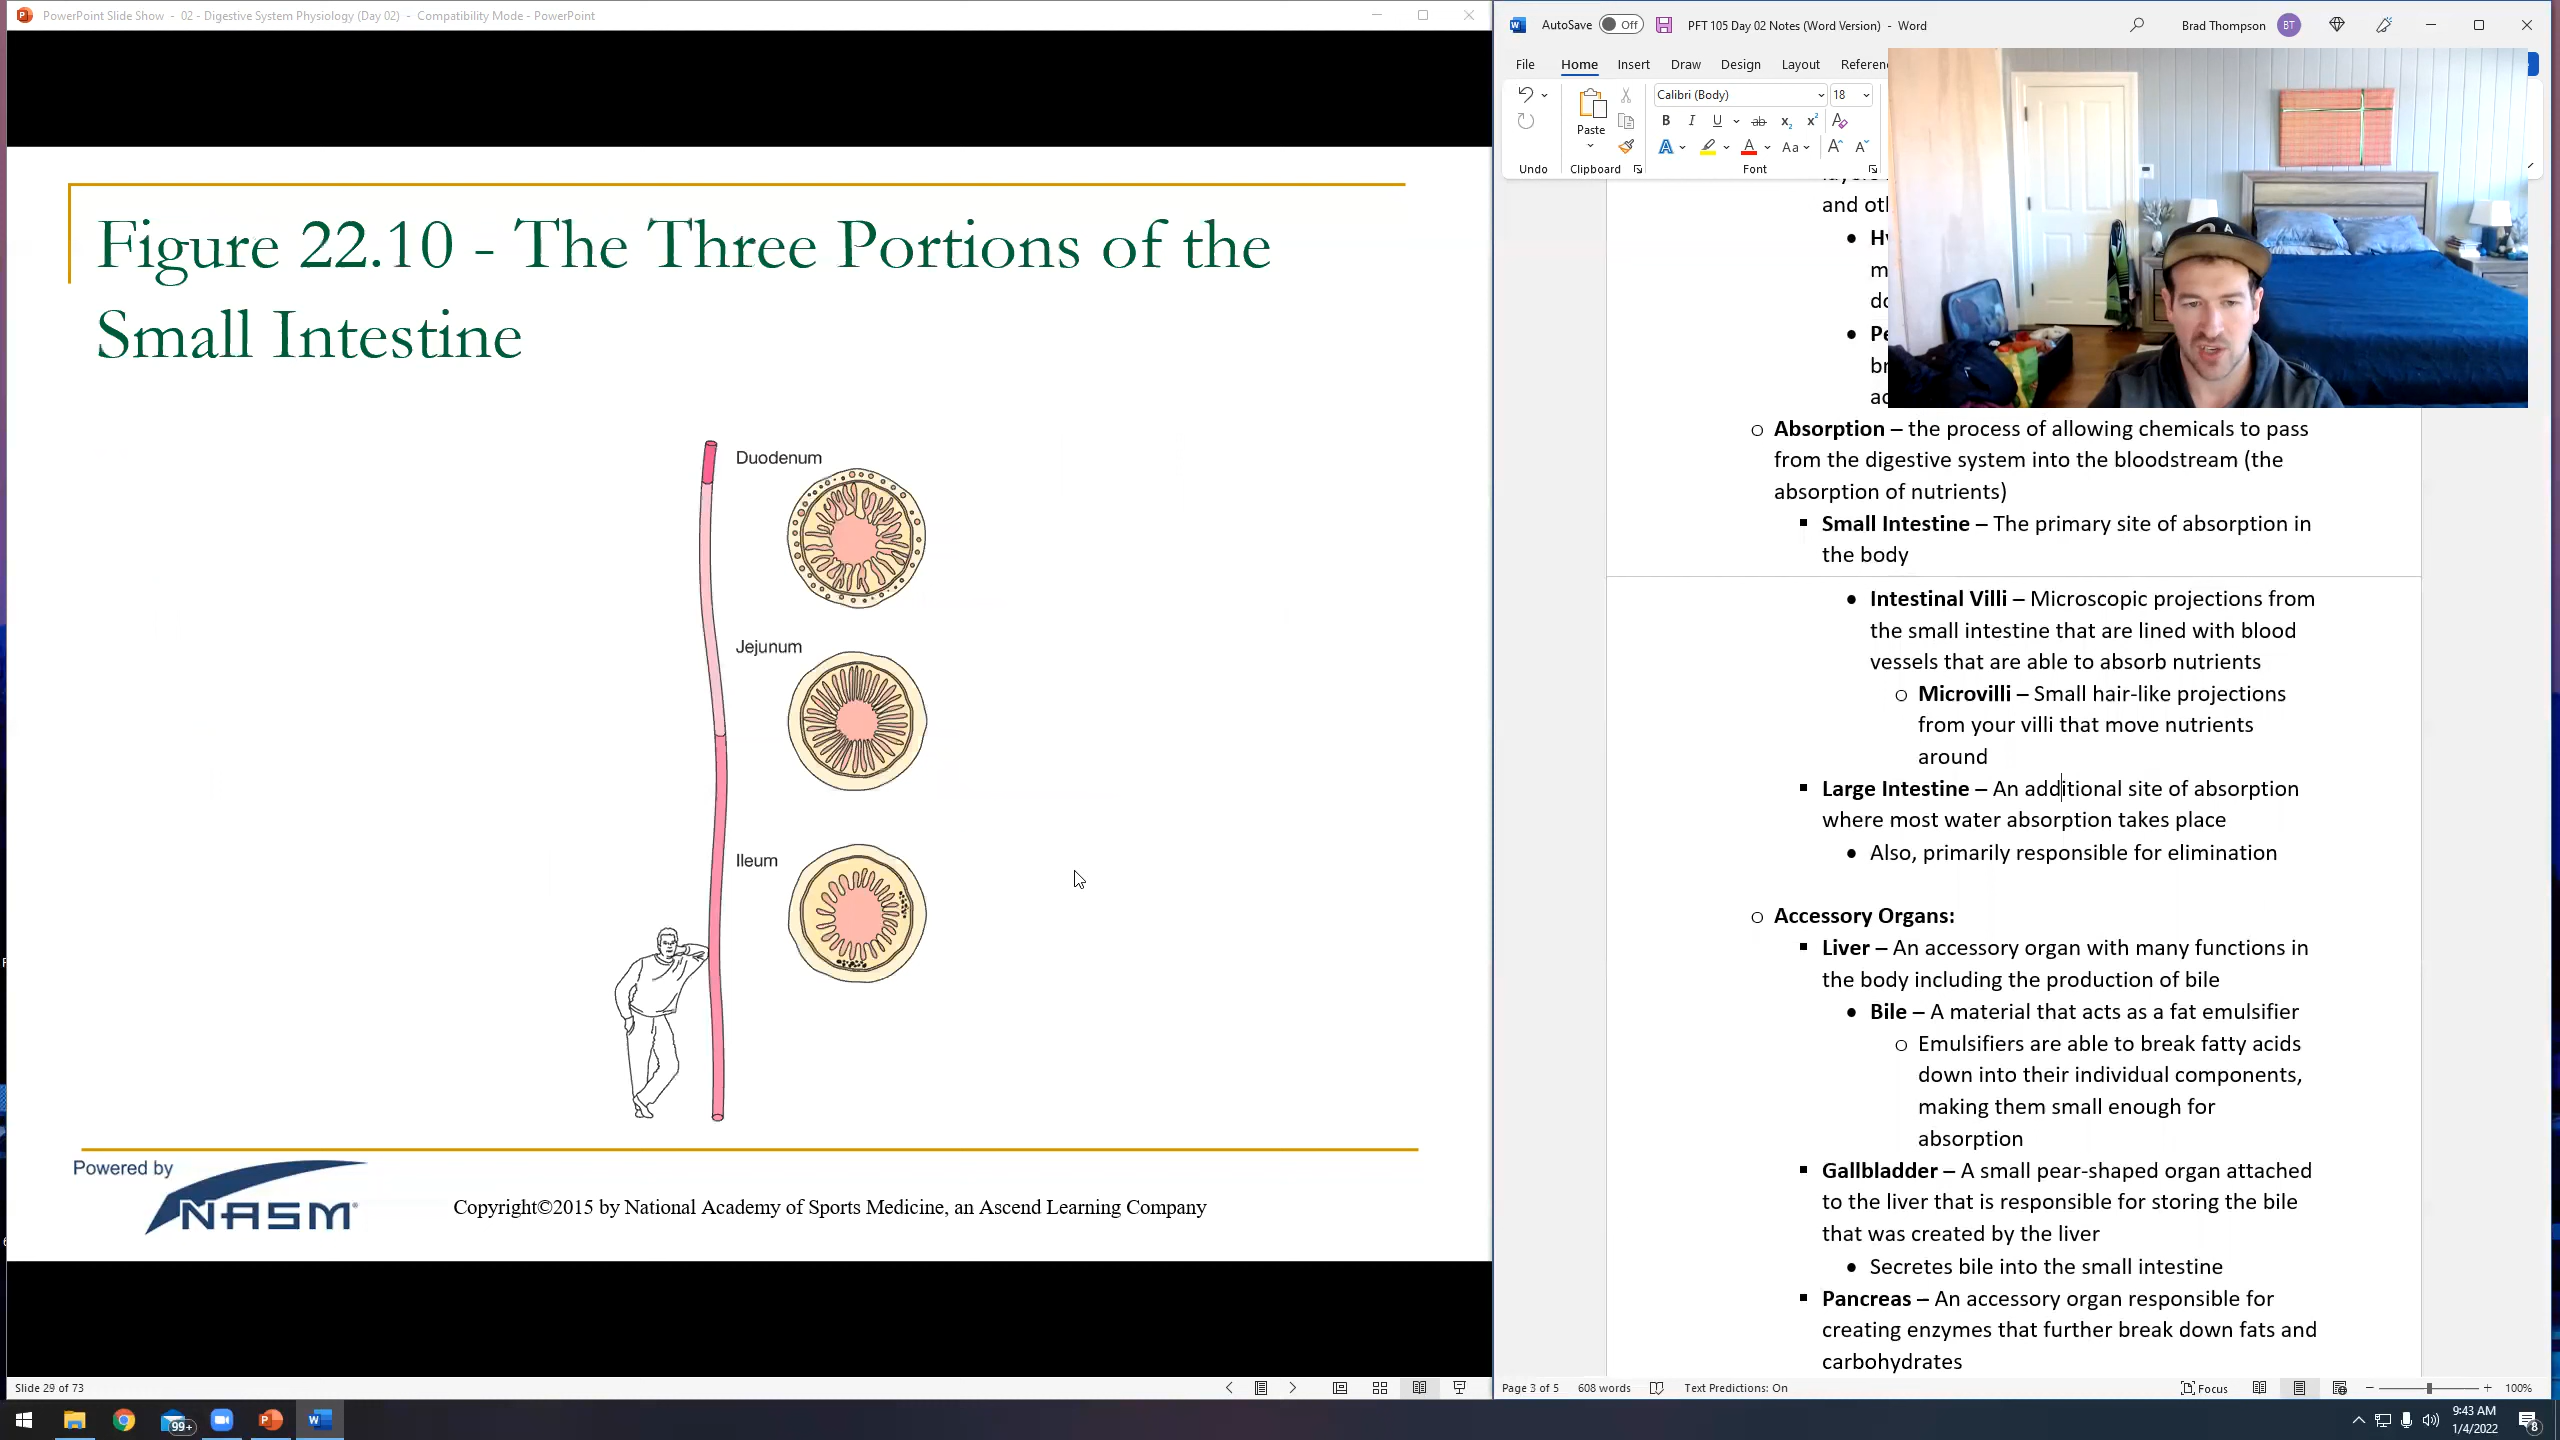 PowerPoint Slide Show - 02 - Digestive System Physiology (Day 02) - Compatibility Mode - PowerPoint
Figure 22.10 - The Three Portions of the
Small Intestine
Duodenum
Jejunum
Ileum
Powered by
NASM
Copyright©2015 by National Academy of Sports Medicine, an Ascend Learning Company
Slide 29 of 73
AutoSave Off PFT 105 Day 02 Notes (Word Version) - Word Brad Thompson BT
File Home Insert Draw Design Layout
Calibri (Body) 18
Paste
B I U ab x₂ x²
A A Aa A A
Undo Clipboard Font
and
Absorption – the process of allowing chemicals to pass
from the digestive system into the bloodstream (the
absorption of nutrients)
Small Intestine – The primary site of absorption in
the body
Intestinal Villi – Microscopic projections from
the small intestine that are lined with blood
vessels that are able to absorb nutrients
Microvilli – Small hair-like projections
from your villi that move nutrients
around
Large Intestine – An additional site of absorption
where most water absorption takes place
Also, primarily responsible for elimination
Accessory Organs:
Liver – An accessory organ with many functions in
the body including the production of bile
Bile – A material that acts as a fat emulsifier
Emulsifiers are able to break fatty acids
down into their individual components,
making them small enough for
absorption
Gallbladder – A small pear-shaped organ attached
to the liver that is responsible for storing the bile
that was created by the liver
Secretes bile into the small intestine
Pancreas – An accessory organ responsible for
creating enzymes that further break down fats and
carbohydrates
Page 3 of 5 608 words Text Predictions: On Focus 100%
99+
9:43 AM
1/4/2022
8